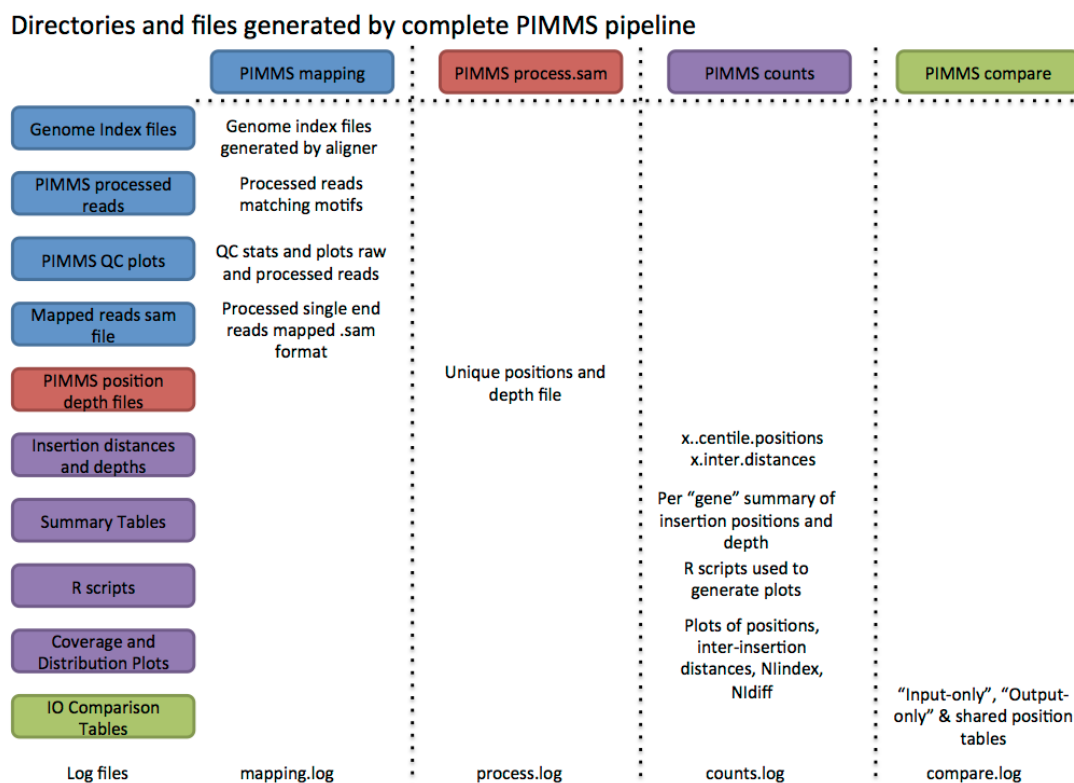 Directories and files generated by complete PIMMS pipeline
PIMMS mapping
PIMMS process.sam
PIMMS counts
PIMMS compare
Genome Index files
Genome index files
generated by aligner
PIMMS processed
reads
Processed reads
matching motifs
PIMMS QC plots
QC stats and plots raw
and processed reads
Mapped reads sam
file
Processed single end
reads mapped .sam
format
PIMMS position
depth files
Unique positions and
depth file
Insertion distances
and depths
x..centile.positions
x.inter.distances
Summary Tables
Per “gene” summary of
insertion positions and
depth
R scripts
R scripts used to
generate plots
Coverage and
Distribution Plots
Plots of positions,
inter-insertion
distances, NIindex,
NIdiff
IO Comparison
Tables
“Input-only”, “Output-
only” & shared position
tables
Log files
mapping.log
process.log
counts.log
compare.log